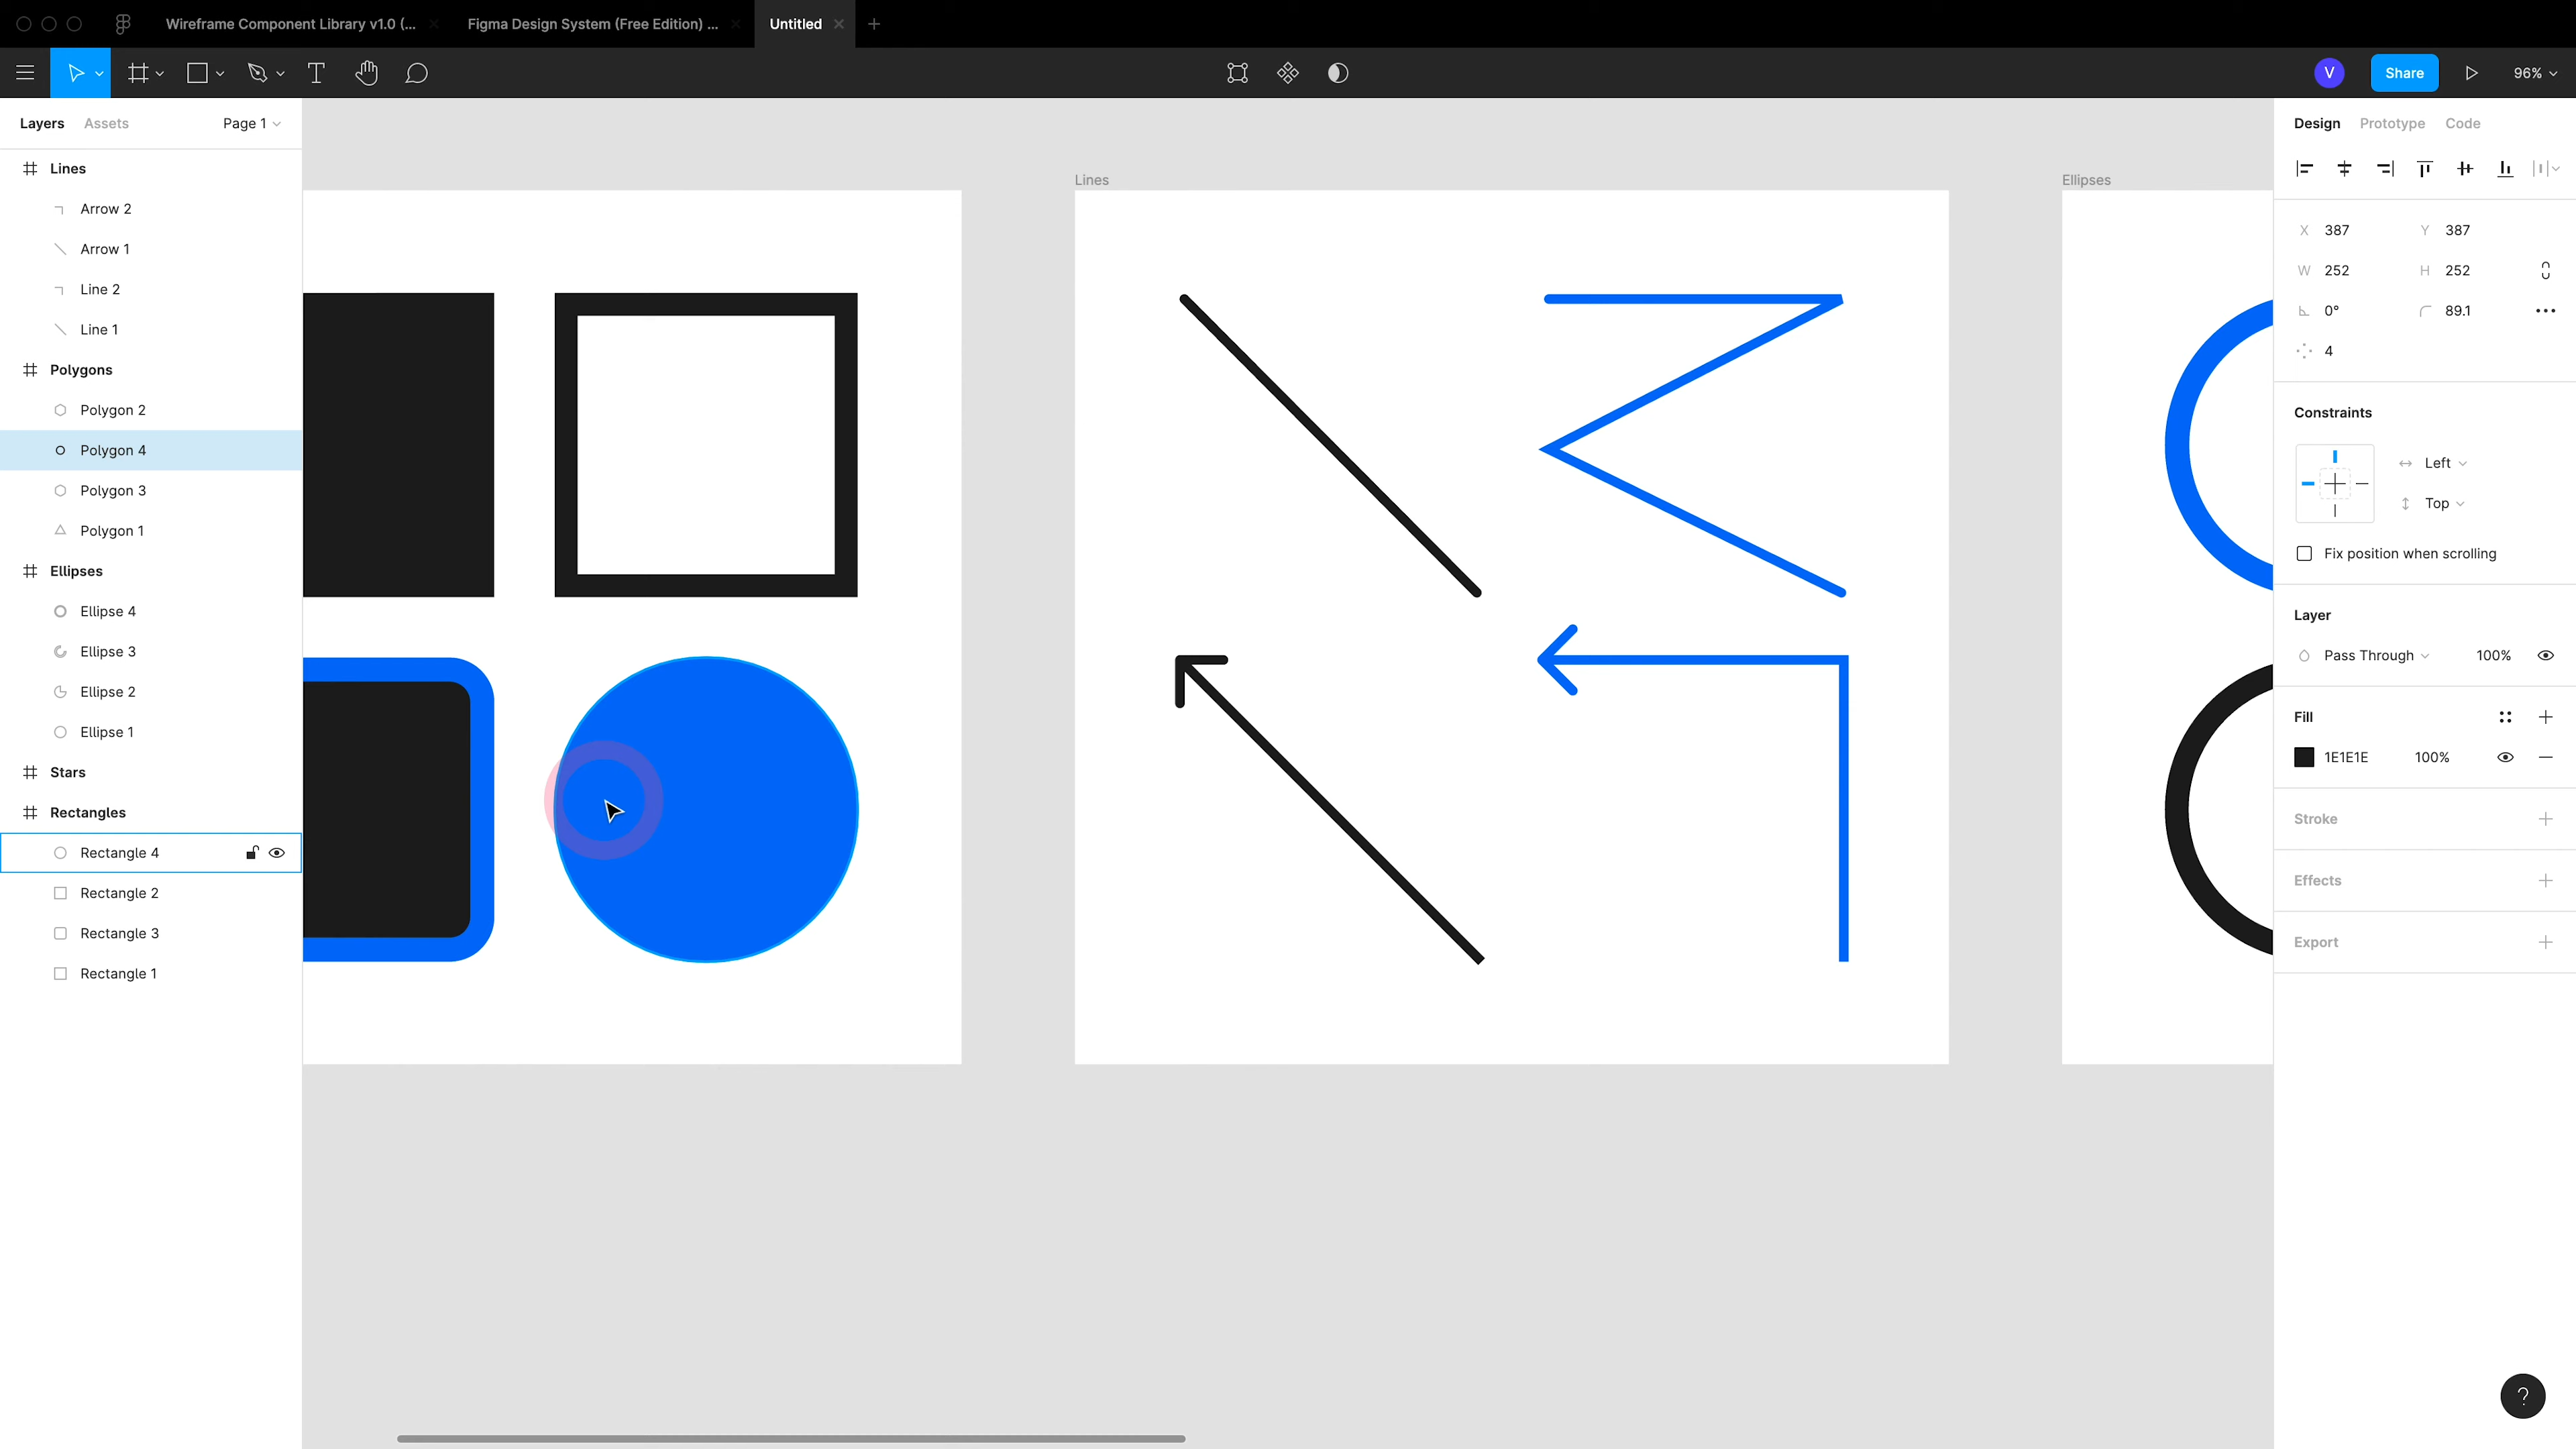 Wireframe Component Library v1.0 (...
Figma Design System (Free Edition) ...
Untitled
V
Share
96%
Layers
Assets
Page 1
Lines
Arrow 2
Arrow 1
Line 2
Line 1
Polygons
Polygon 2
Polygon 4
Polygon 3
Polygon 1
Ellipses
Ellipse 4
Ellipse 3
Ellipse 2
Ellipse 1
Stars
Rectangles
Rectangle 4
Rectangle 2
Rectangle 3
Rectangle 1
Lines
Ellipses
Design
Prototype
Code
X 387
Y 387
W 252
H 252
0°
89.1
4
Constraints
Left
Top
Fix position when scrolling
Layer
Pass Through
100%
Fill
1E1E1E
100%
Stroke
Effects
Export
?